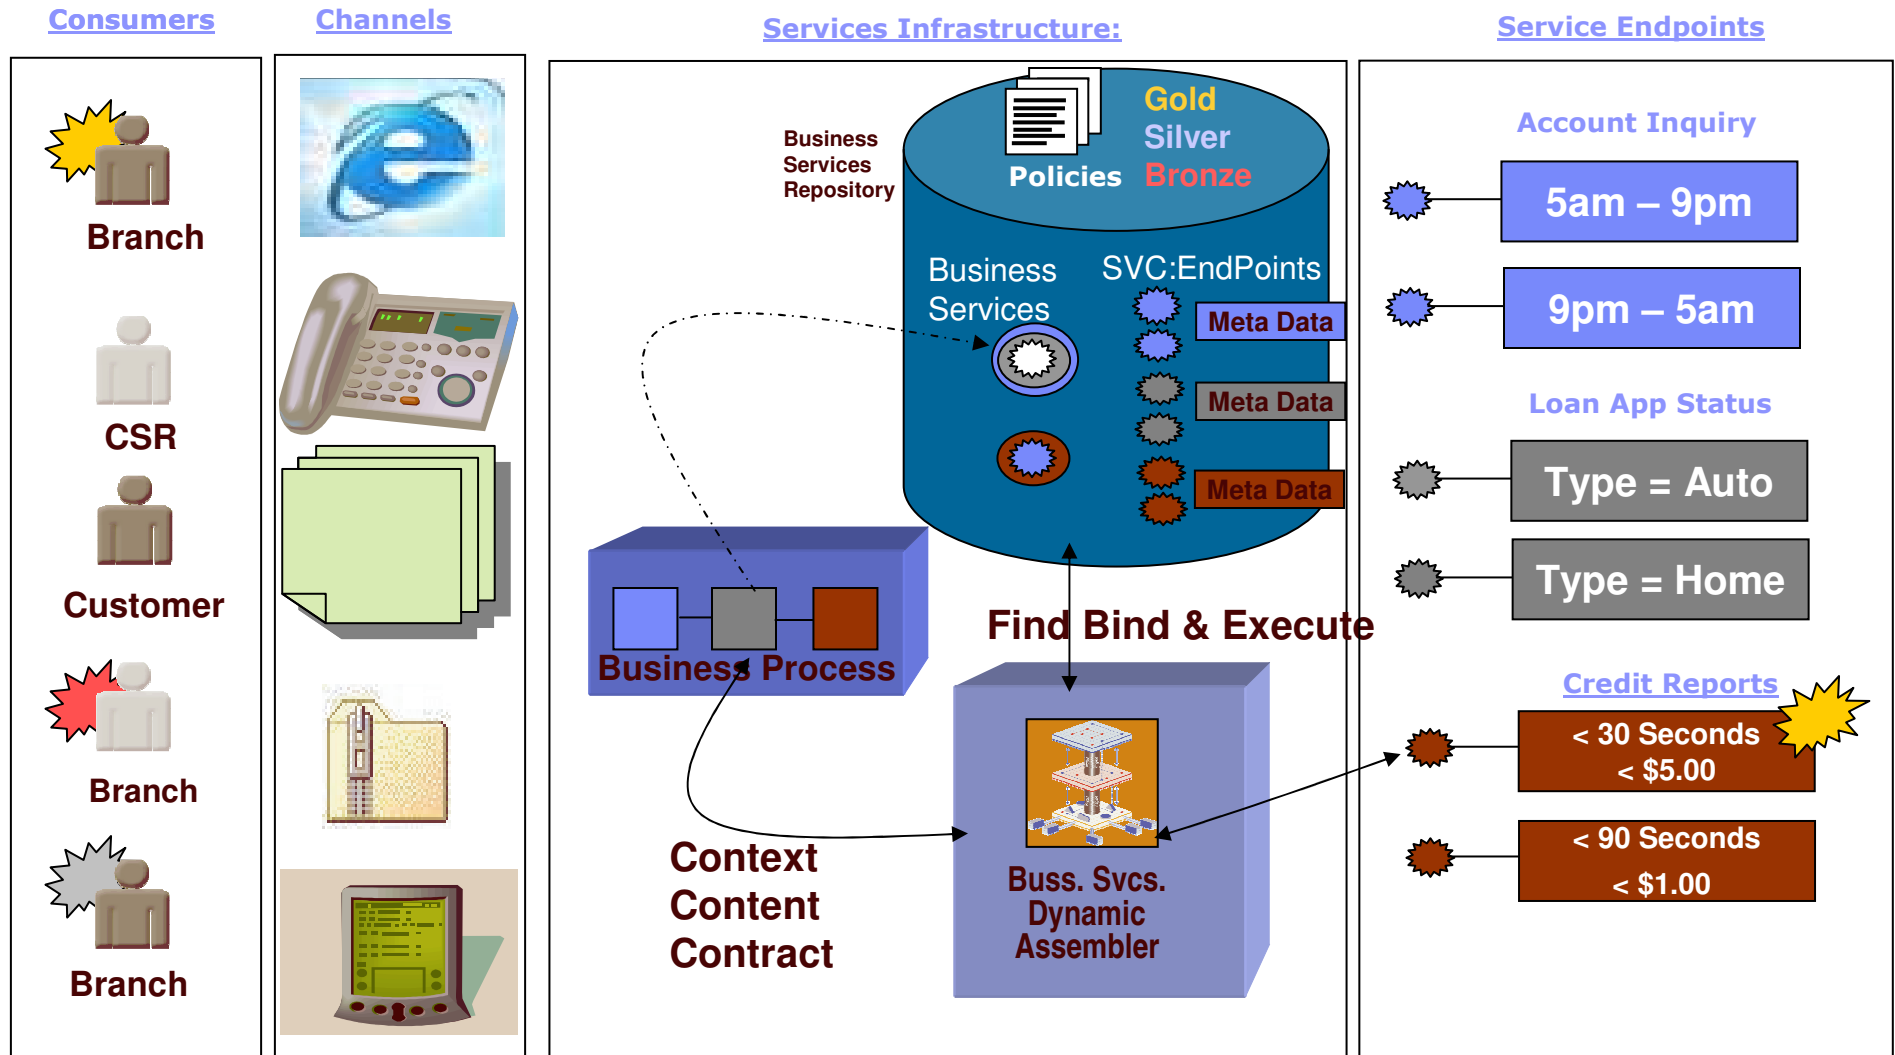 Consumers
Channels
Services Infrastructure:
Service Endpoints
Branch
CSR
Customer
Branch
Branch
Business
Services
Repository
Policies
Gold
Silver
Bronze
Business
Services
SVC:EndPoints
Meta Data
Meta Data
Meta Data
Business Process
Find Bind & Execute
Context
Content
Contract
Buss. Svcs.
Dynamic
Assembler
Account Inquiry
5am – 9pm
9pm – 5am
Loan App Status
Type = Auto
Type = Home
Credit Reports
< 30 Seconds
< $5.00
< 90 Seconds
< $1.00